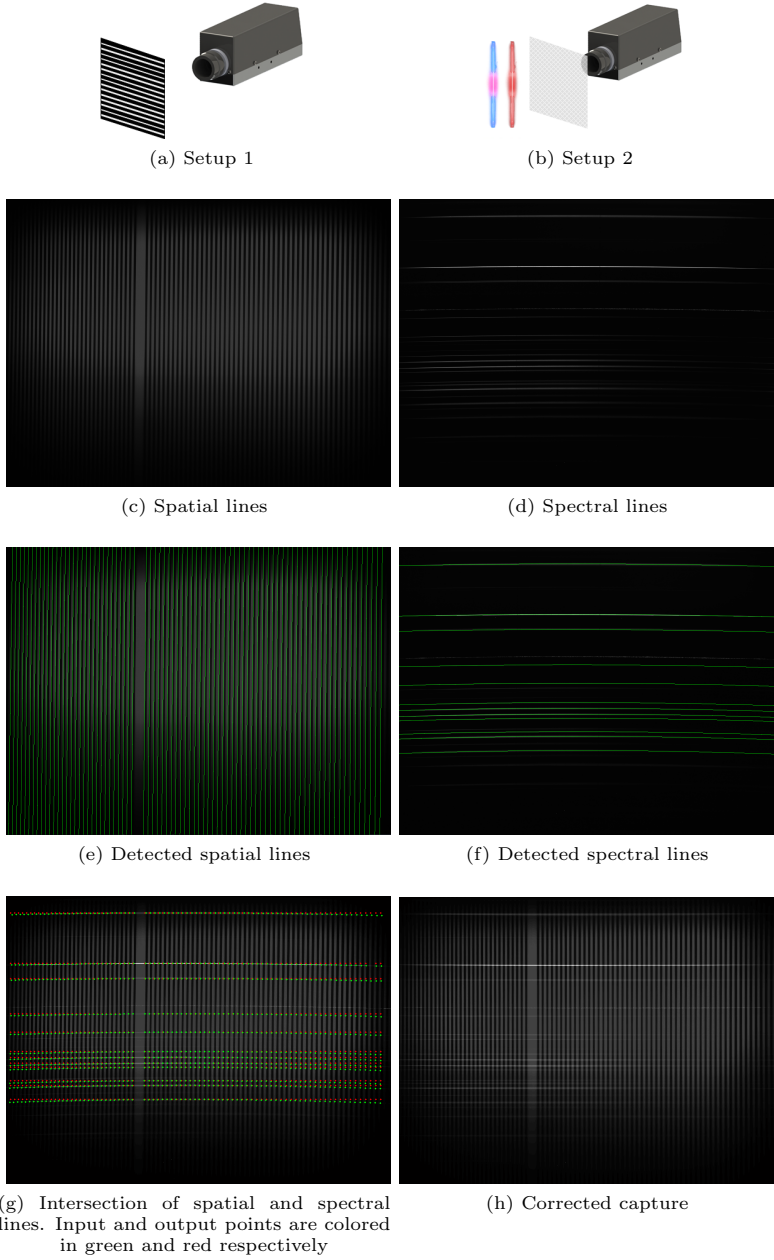 (a) Setup 1
(b) Setup 2
(c) Spatial lines
(d) Spectral lines
(e) Detected spatial lines
(f) Detected spectral lines
(g) Intersection of spatial and spectral
lines. Input and output points are colored
in green and red respectively
(h) Corrected capture